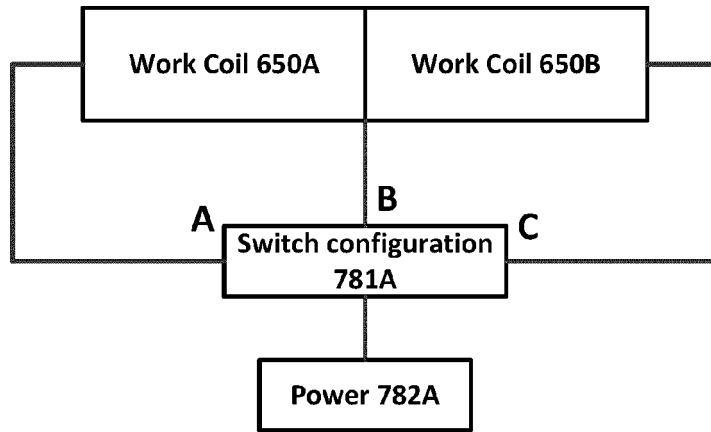 Work Coil 650A
Work Coil 650B
A
B
C
Switch configuration
781A
Power 782A